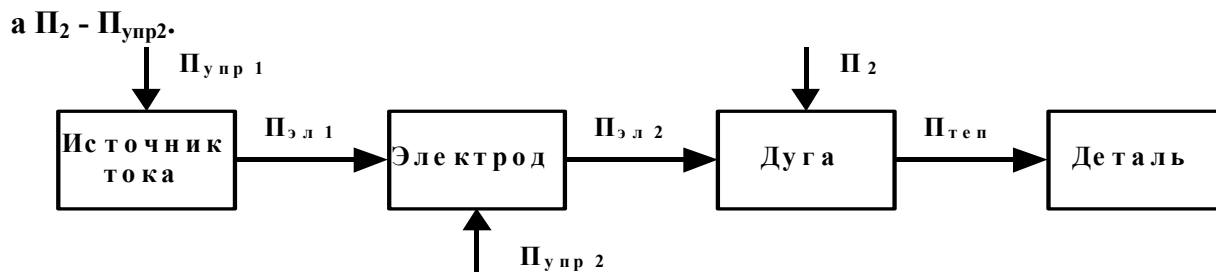 а П₂ - Пупр2.
Пупр 1
П₂
Источник
тока
Пэл 1
Электрод
Пэл 2
Дуга
Птеп
Деталь
Пупр 2